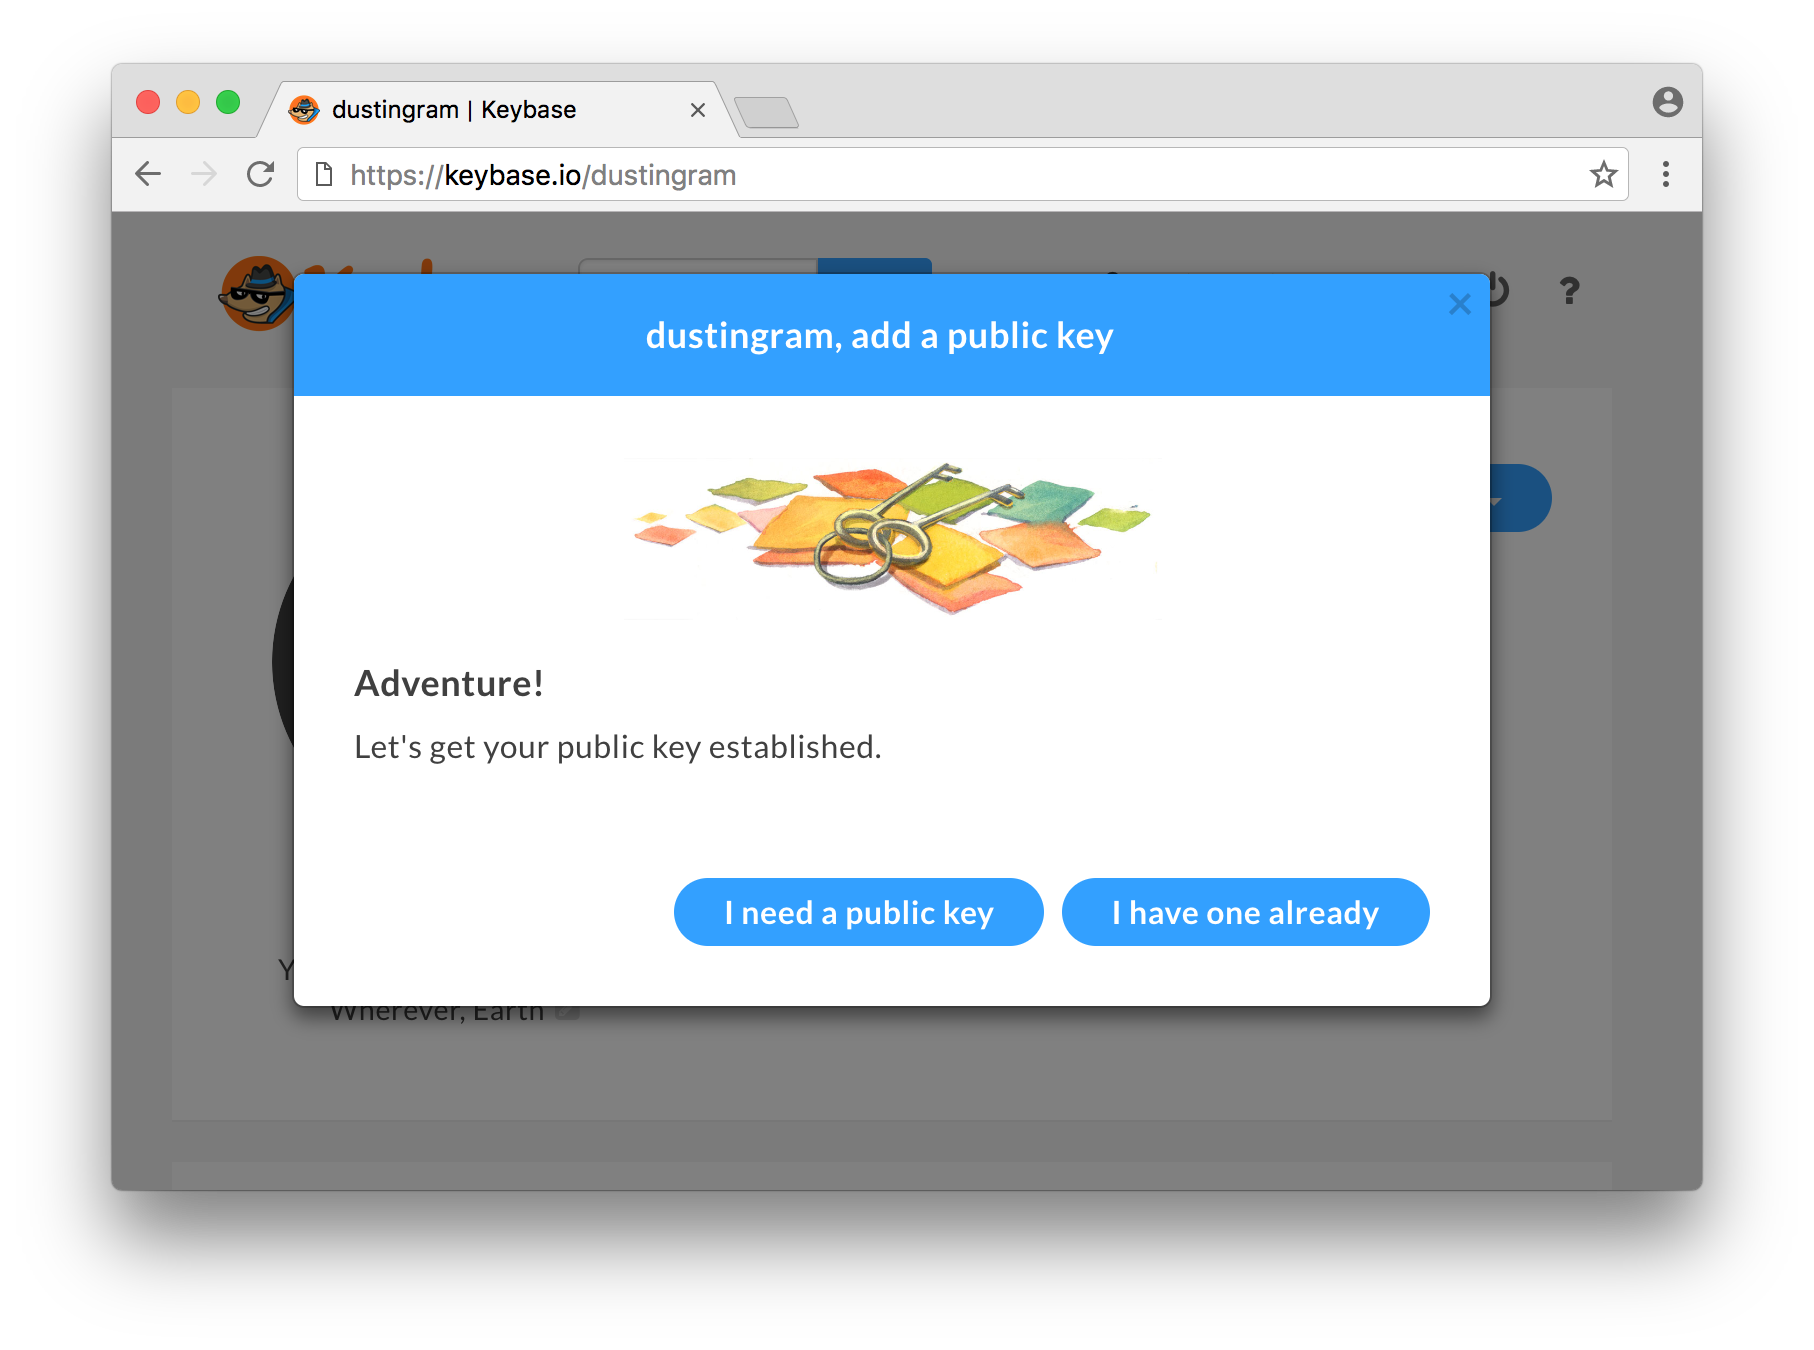 dustingram | Keybase
https://keybase.io/dustingram
dustingram, add a public key
Adventure!
Let's get your public key established.
I need a public key
I have one already
Wherever, Earth